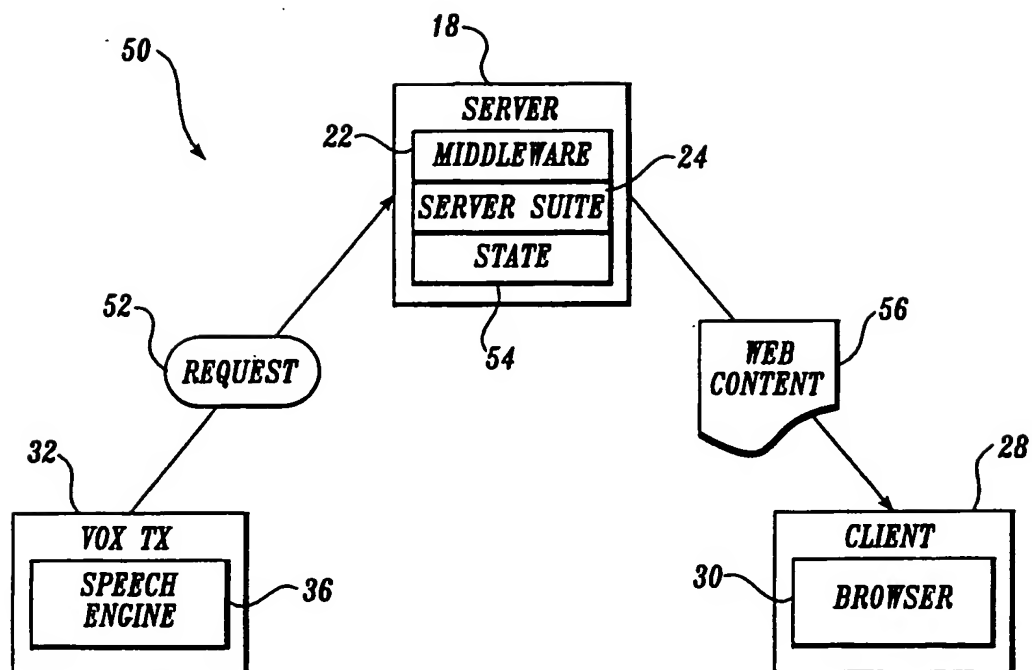 50
18
SERVER
22
MIDDLEWARE
24
SERVER SUITE
STATE
54
52
REQUEST
56
WEB
CONTENT
32
VOX TX
SPEECH
ENGINE
36
28
CLIENT
30
BROWSER